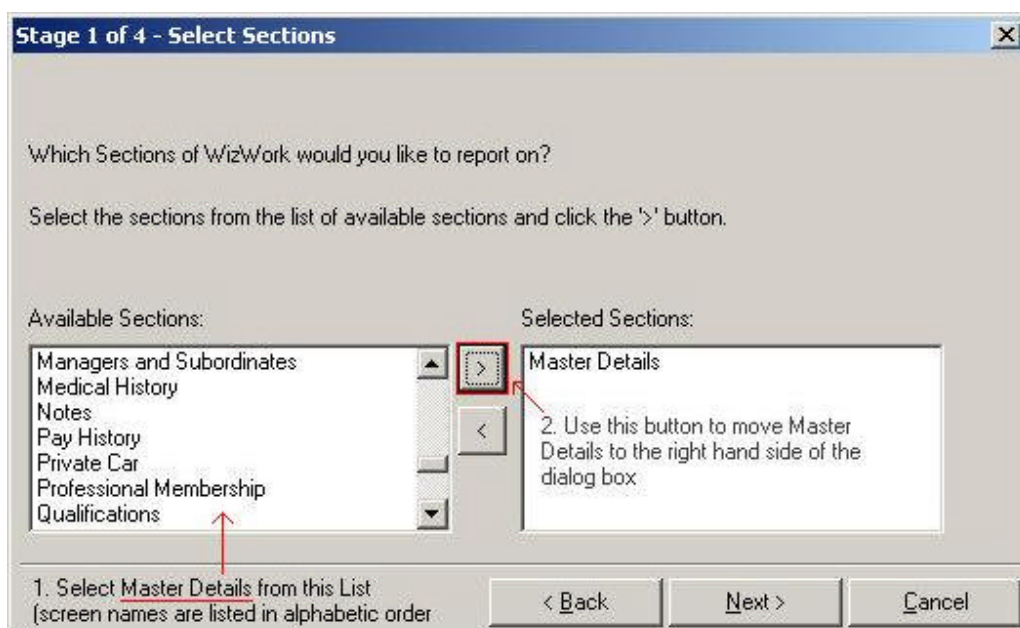 Stage 1 of 4 - Select Sections
Which Sections of WizWork would you like to report on?
Select the sections from the list of available sections and click the '>' button.
Available Sections:
Selected Sections:
Managers and Subordinates
Medical History
Notes
Pay History
Private Car
Professional Membership
Qualifications
>
<
Master Details
2. Use this button to move Master
Details to the right hand side of the
dialog box
1. Select Master Details from this List
(screen names are listed in alphabetic order
< Back
Next >
Cancel